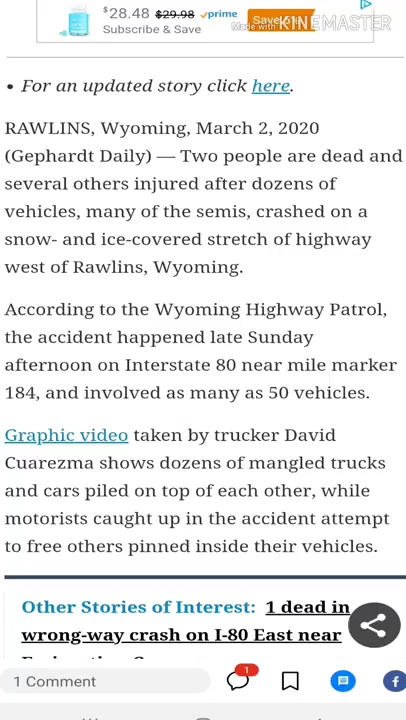 $28.48 $29.98 prime
Subscribe & Save
Save 5%
Made with KINEMASTER
• For an updated story click here.
RAWLINS, Wyoming, March 2, 2020
(Gephardt Daily) — Two people are dead and
several others injured after dozens of
vehicles, many of the semis, crashed on a
snow- and ice-covered stretch of highway
west of Rawlins, Wyoming.
According to the Wyoming Highway Patrol,
the accident happened late Sunday
afternoon on Interstate 80 near mile marker
184, and involved as many as 50 vehicles.
Graphic video taken by trucker David
Cuarezma shows dozens of mangled trucks
and cars piled on top of each other, while
motorists caught up in the accident attempt
to free others pinned inside their vehicles.
Other Stories of Interest: 1 dead in
wrong-way crash on I-80 East near
1 Comment
1